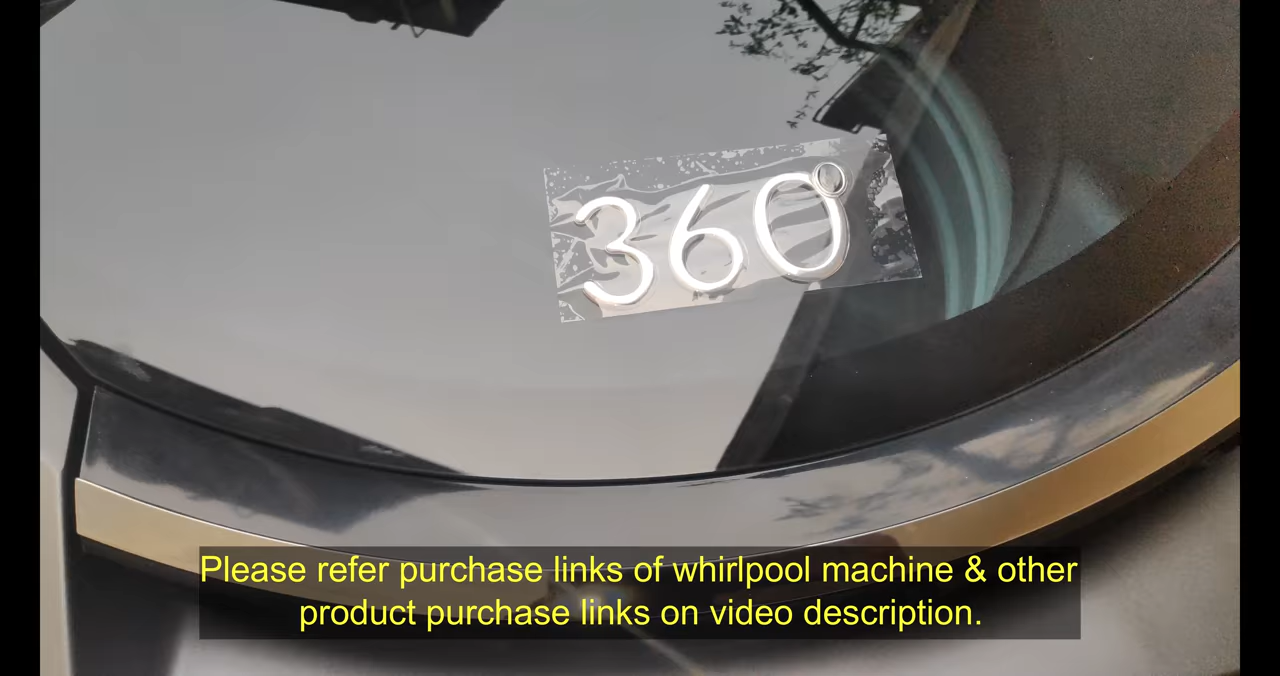 360°
Please refer purchase links of whirlpool machine & other
product purchase links on video description.